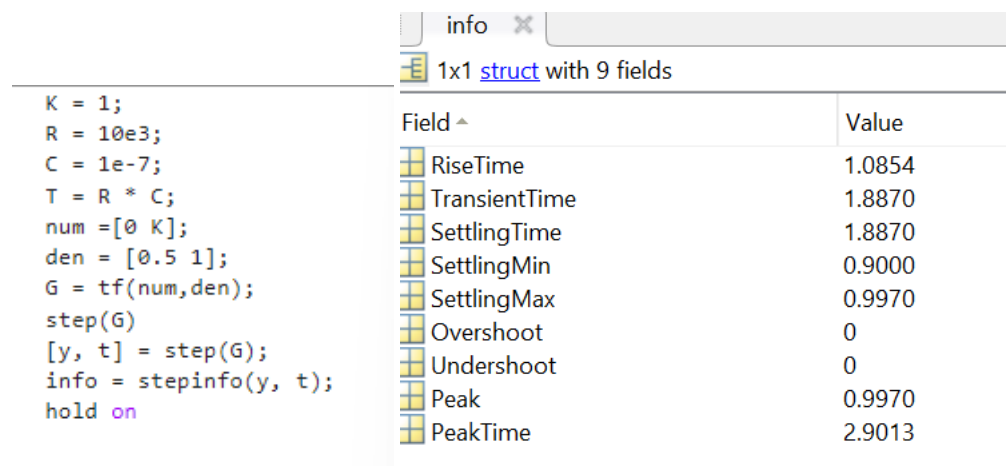 K = 1;
R = 10e3;
C = 1e-7;
T = R * C;
num =[0 K];
den = [0.5 1];
G = tf(num,den);
step(G)
[y, t] = step(G);
info = stepinfo(y, t);
hold on
info
1x1 struct with 9 fields
Field Value
RiseTime 1.0854
TransientTime 1.8870
SettlingTime 1.8870
SettlingMin 0.9000
SettlingMax 0.9970
Overshoot 0
Undershoot 0
Peak 0.9970
PeakTime 2.9013